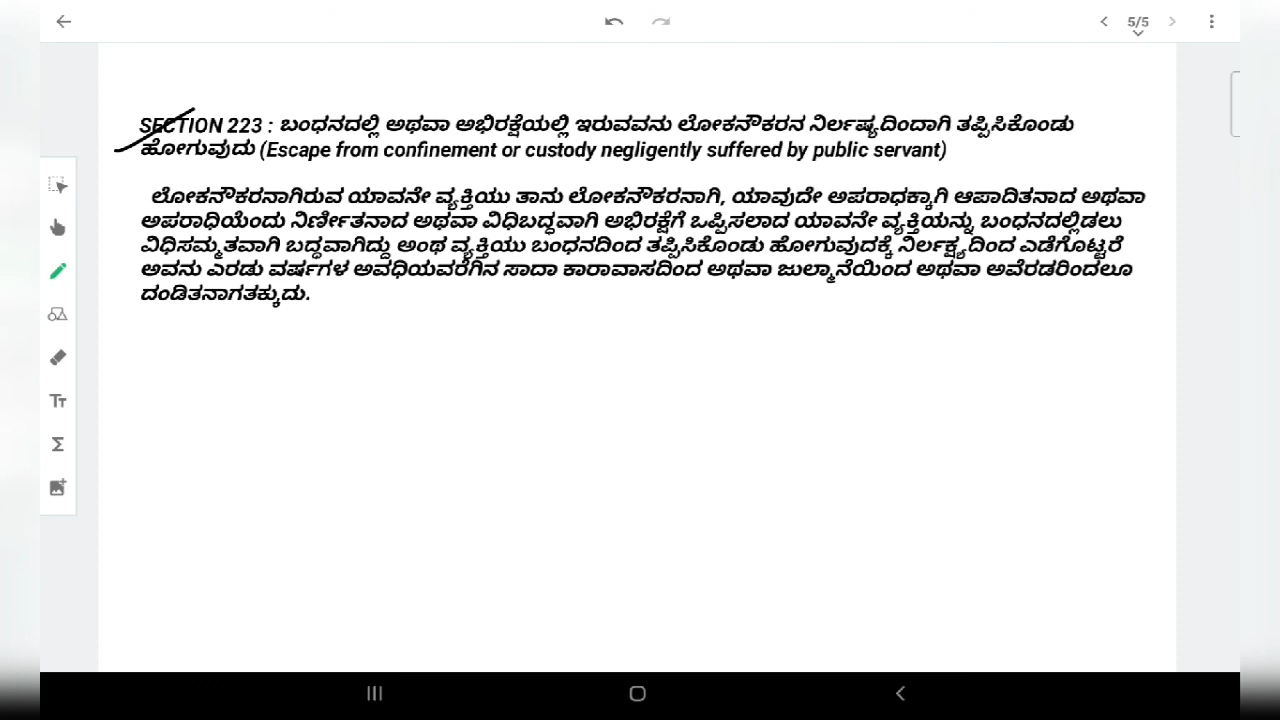 5/5
SECTION 223 : ಬಂಧನದಲ್ಲಿ ಅಥವಾ ಅಭಿರಕ್ಷೆಯಲ್ಲಿ ಇರುವವನು ಲೋಕನೌಕರನ ನಿರ್ಲಷ್ಯದಿಂದಾಗಿ ತಪ್ಪಿಸಿಕೊಂಡು
ಹೋಗುವುದು (Escape from confinement or custody negligently suffered by public servant)
ಲೋಕನೌಕರನಾಗಿರುವ ಯಾವನೇ ವ್ಯಕ್ತಿಯು ತಾನು ಲೋಕನೌಕರನಾಗಿ, ಯಾವುದೇ ಅಪರಾಧಕ್ಕಾಗಿ ಆಪಾದಿತನಾದ ಅಥವಾ
ಅಪರಾಧಿಯೆಂದು ನಿರ್ಣೀತನಾದ ಅಥವಾ ವಿಧಿಬದ್ಧವಾಗಿ ಅಭಿರಕ್ಷೆಗೆ ಒಪ್ಪಿಸಲಾದ ಯಾವನೇ ವ್ಯಕ್ತಿಯನ್ನು ಬಂಧನದಲ್ಲಿಡಲು
ವಿಧಿಸಮ್ಮತವಾಗಿ ಬದ್ಧವಾಗಿದ್ದು ಅಂಥ ವ್ಯಕ್ತಿಯು ಬಂಧನದಿಂದ ತಪ್ಪಿಸಿಕೊಂಡು ಹೋಗುವುದಕ್ಕೆ ನಿರ್ಲಕ್ಷ್ಯದಿಂದ ಎಡೆಗೊಟ್ಟರೆ
ಅವನು ಎರಡು ವರ್ಷಗಳ ಅವಧಿಯವರೆಗಿನ ಸಾದಾ ಕಾರಾವಾಸದಿಂದ ಅಥವಾ ಜುಲ್ಮಾನೆಯಿಂದ ಅಥವಾ ಅವೆರಡರಿಂದಲೂ
ದಂಡಿತನಾಗತಕ್ಕುದು.